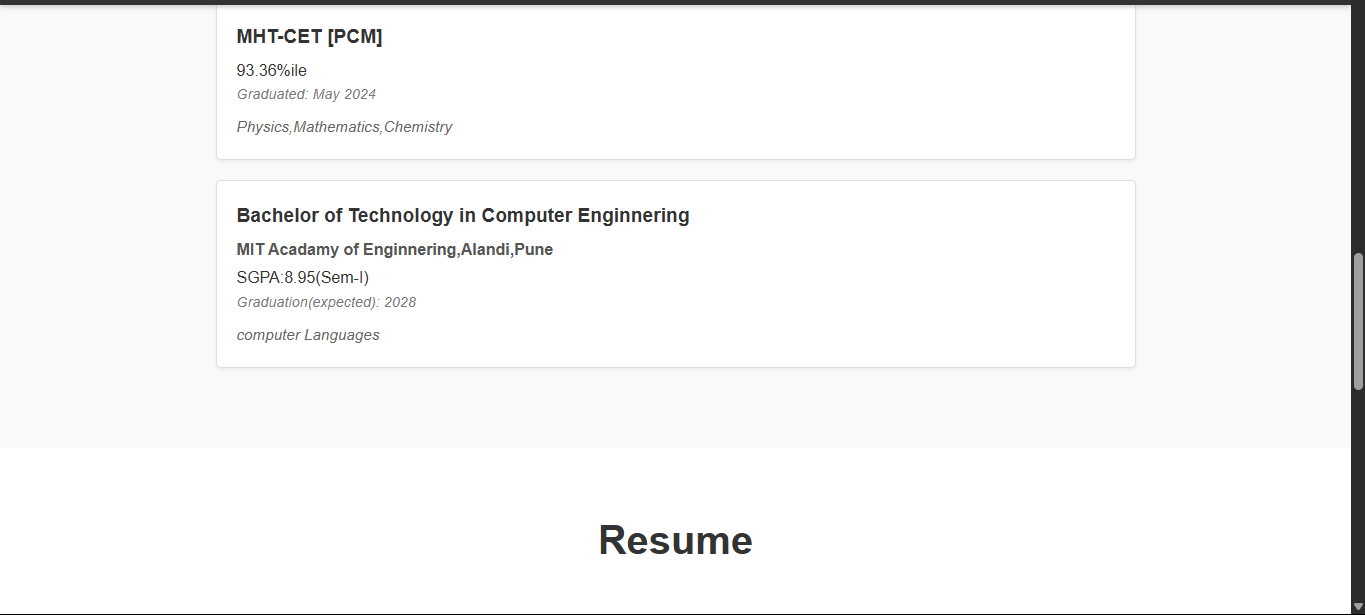 MHT-CET [PCM]
93.36%ile
Graduated: May 2024
Physics,Mathematics,Chemistry
Bachelor of Technology in Computer Enginnering
MIT Acadamy of Enginnering,Alandi,Pune
SGPA:8.95(Sem-I)
Graduation(expected): 2028
computer Languages
Resume